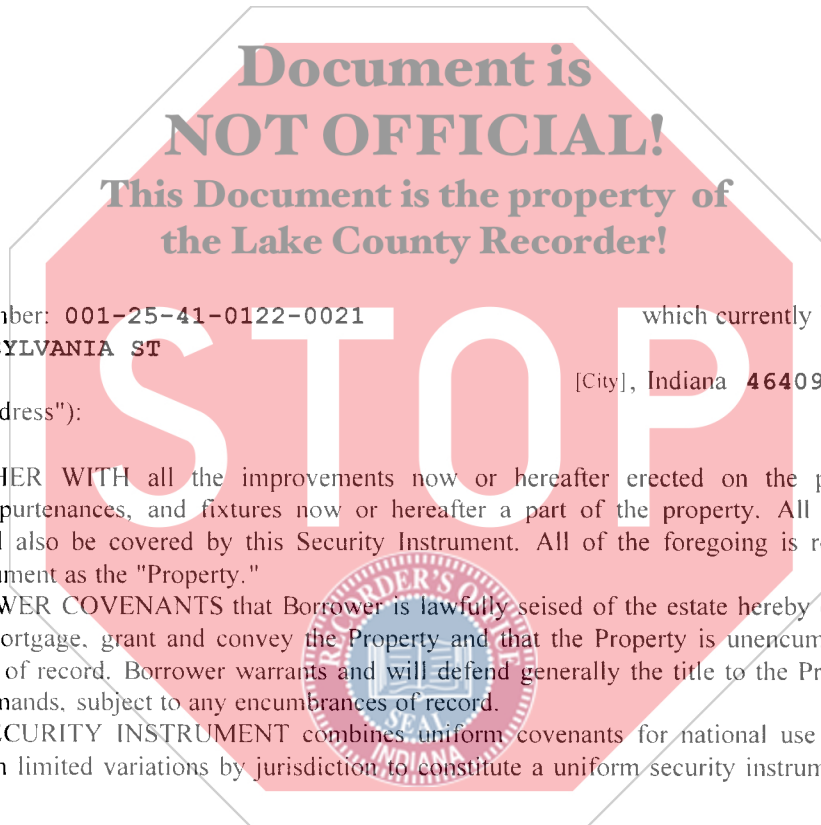 Document is
NOT OFFICIAL!
This Document is the property of
the Lake County Recorder!
STOP
nber: 001-25-41-0122-0021 which currently
YLVANIA ST
[City], Indiana 46409
dress"):
HER WITH all the improvements now or hereafter erected on the p
purtenances, and fixtures now or hereafter a part of the property. All
l also be covered by this Security Instrument. All of the foregoing is r
ument as the "Property."
WER COVENANTS that Borrower is lawfully seised of the estate hereby
ortgage, grant and convey the Property and that the Property is unencum
of record. Borrower warrants and will defend generally the title to the Pr
mands, subject to any encumbrances of record.
ECURITY INSTRUMENT combines uniform covenants for national use
n limited variations by jurisdiction to constitute a uniform security instrum
RECORDER'S OFFICE
SEAL
INDIANA